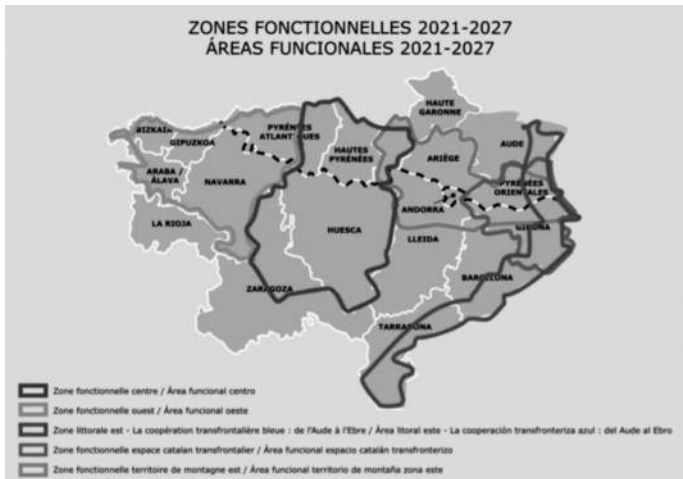 ZONES FONCTIONNELLES 2021-2027
ÁREAS FUNCIONALES 2021-2027
HAUTE
GARONNE
BIZKAIA
GIPUZKOA
PYRÉNÉES
ATLANTIQUES
HAUTES
PYRÉNÉES
AUDE
ARIÈGE
ARABA /
ÁLAVA
NAVARRA
PYRÉNÉES
ORIENTALES
ANDORRA
LA RIOJA
HUESCA
GIRONA
LLEIDA
BARCELONA
ZARAGOZA
TARRAGONA
Zone fonctionnelle centre / Área funcional centro
Zone fonctionnelle ouest / Área funcional oeste
Zone littorale est - La coopération transfrontalière bleue : de l'Aude à l'Ebre / Área litoral este - La cooperación transfronteriza azul : del Aude al Ebro
Zone fonctionnelle espace catalan transfrontalier / Área funcional espacio catalán transfronterizo
Zone fonctionnelle territoire de montagne est / Área funcional territorio de montaña zona este